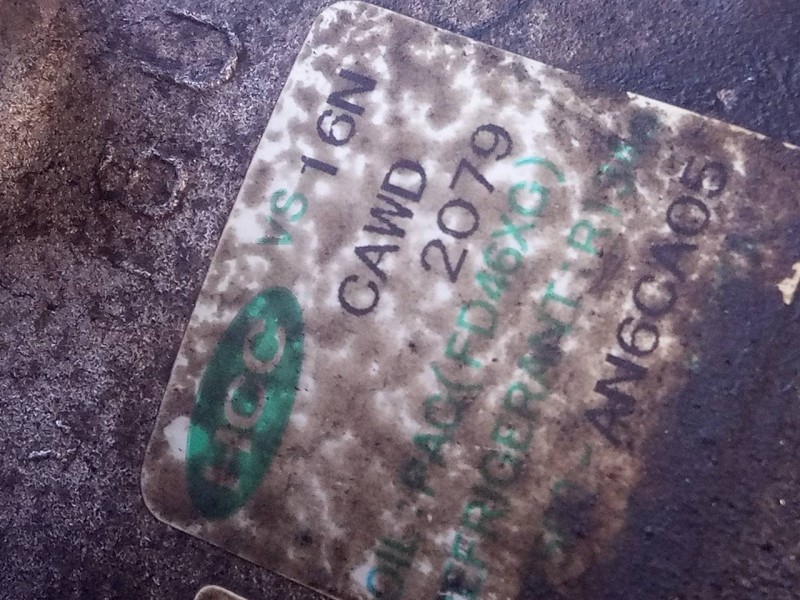 HCC VS 16N
CAWD
2079
OIL : PAG(FD46XG)
REFRIGERANT:R134a
AN6CA05